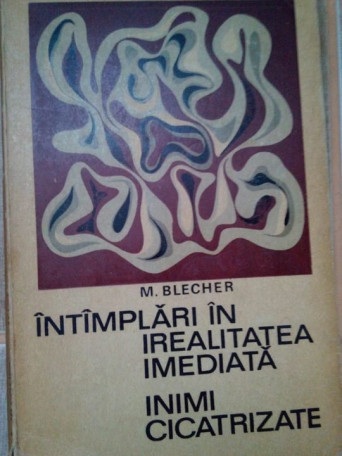 M. BLECHER
ÎNTÎMPLĂRI ÎN
IREALITATEA
IMEDIATĂ
INIMI
CICATRIZATE